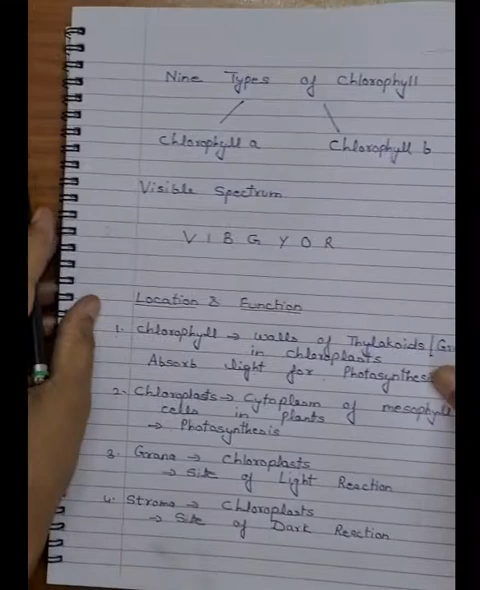 Nine Types of Chlorophyll
Chlorophyll a Chlorophyll b
Visible Spectrum
V I B G Y O R
Location & Function
1. Chlorophyll → walls of Thylakoids/Gr
in chloroplasts
Absorb light for Photosynthesi
2. Chloroplasts → Cytoplasm of mesophyll
cells in plants
→ Photosynthesis
3. Grana → Chloroplasts
→ Site of Light Reaction
4. Stroma → Chloroplasts
→ Site of Dark Reaction